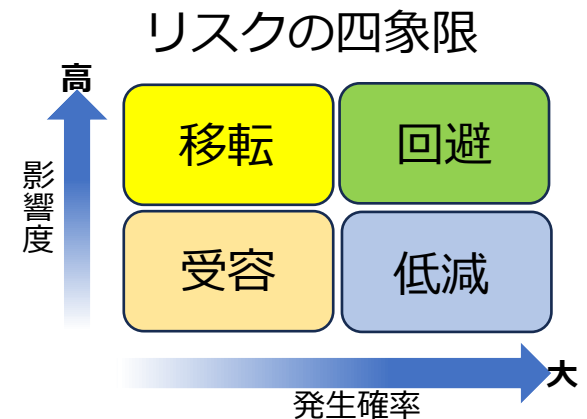 リスクの四象限
高
移転
回避
影響度
受容
低減
大
発生確率